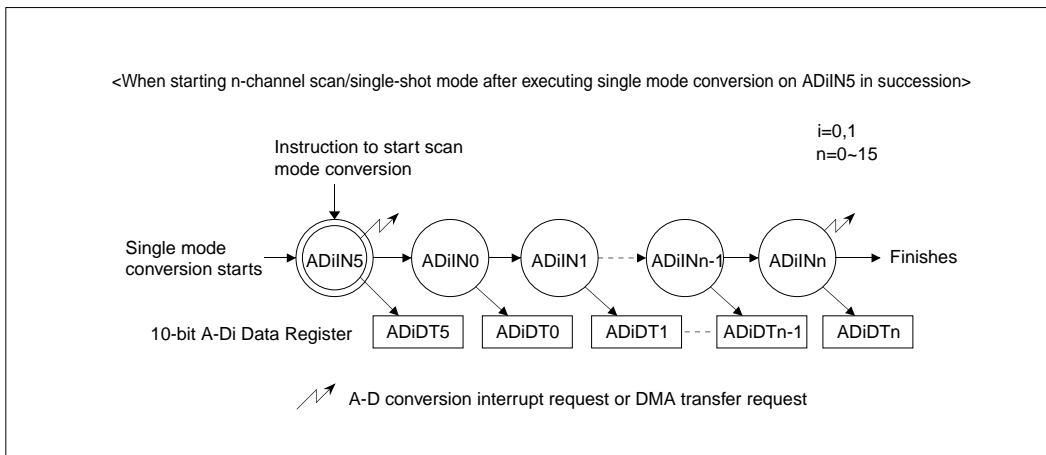 <When starting n-channel scan/single-shot mode after executing single mode conversion on ADiIN5 in succession>
i=0,1
n=0~15
Instruction to start scan
mode conversion
Single mode
conversion starts
ADiIN5
ADiIN0
ADiIN1
ADiINn-1
ADiINn
Finishes
10-bit A-Di Data Register
ADiDT5
ADiDT0
ADiDT1
ADiDTn-1
ADiDTn
A-D conversion interrupt request or DMA transfer request